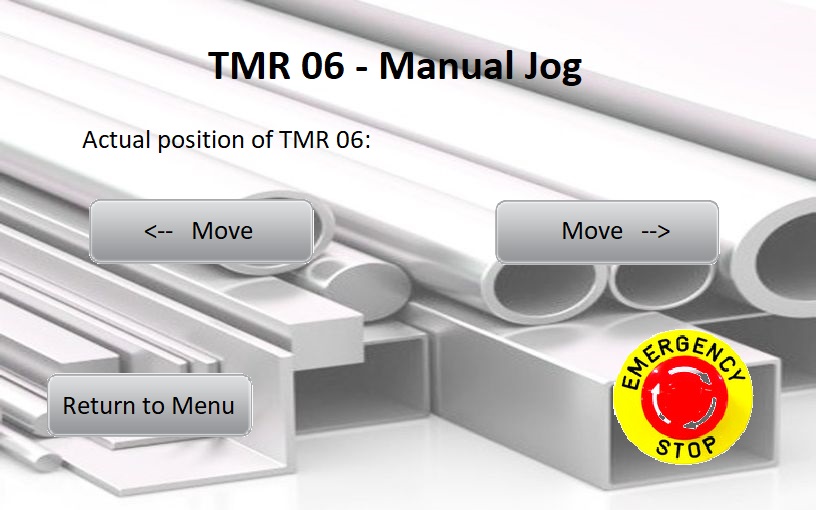 TMR 06 - Manual Jog
Actual position of TMR 06:
<-- Move
Move -->
Return to Menu
EMERGENCY
STOP